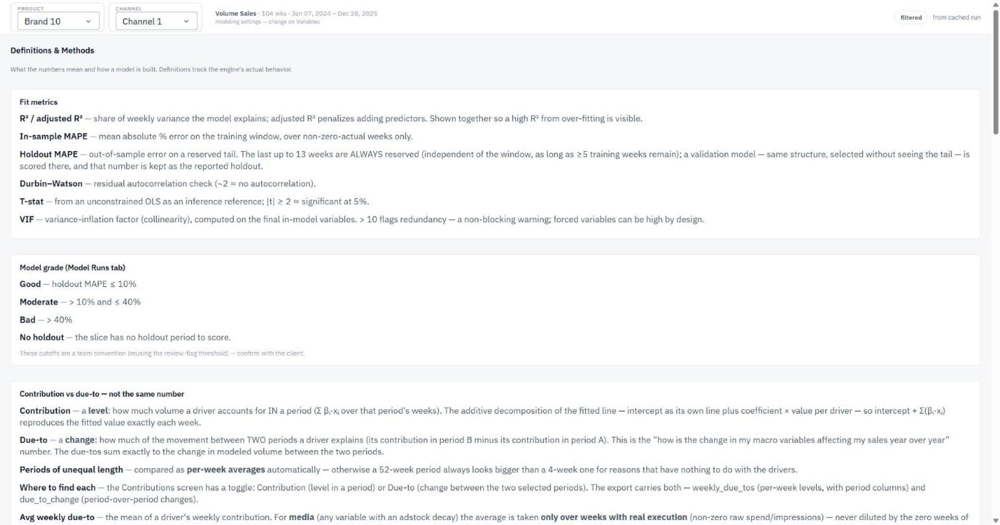 PRODUCT
Brand 10
CHANNEL
Channel 1
Volume Sales · 104 wks · Jan 07, 2024 – Dec 28, 2025
modeling settings — change on Variables
filtered
from cached run
Definitions & Methods
What the numbers mean and how a model is built. Definitions track the engine's actual behavior.
Fit metrics
R² / adjusted R² — share of weekly variance the model explains; adjusted R² penalizes adding predictors. Shown together so a high R² from over-fitting is visible.
In-sample MAPE — mean absolute % error on the training window, over non-zero-actual weeks only.
Holdout MAPE — out-of-sample error on a reserved tail. The last up to 13 weeks are ALWAYS reserved (independent of the window, as long as ≥5 training weeks remain); a validation model — same structure, selected without seeing the tail — is
scored there, and that number is kept as the reported holdout.
Durbin–Watson — residual autocorrelation check (~2 ≈ no autocorrelation).
T-stat — from an unconstrained OLS as an inference reference; |t| ≥ 2 ≈ significant at 5%.
VIF — variance-inflation factor (collinearity), computed on the final in-model variables. > 10 flags redundancy — a non-blocking warning; forced variables can be high by design.
Model grade (Model Runs tab)
Good — holdout MAPE ≤ 10%
Moderate — > 10% and ≤ 40%
Bad — > 40%
No holdout — the slice has no holdout period to score.
These cutoffs are a team convention (reusing the review-flag threshold) — confirm with the client.
Contribution vs due-to — not the same number
Contribution — a level: how much volume a driver accounts for IN a period (Σ βᵢ·xᵢ over that period's weeks). The additive decomposition of the fitted line — intercept as its own line plus coefficient × value per driver — so intercept + Σ(βᵢ·xᵢ)
reproduces the fitted value exactly each week.
Due-to — a change: how much of the movement between TWO periods a driver explains (its contribution in period B minus its contribution in period A). This is the “how is the change in my macro variables affecting my sales year over year”
number. The due-tos sum exactly to the change in modeled volume between the two periods.
Periods of unequal length — compared as per-week averages automatically — otherwise a 52-week period always looks bigger than a 4-week one for reasons that have nothing to do with the drivers.
Where to find each — the Contributions screen has a toggle: Contribution (level in a period) or Due-to (change between the two selected periods). The export carries both — weekly_due_tos (per-week levels, with period columns) and
due_to_change (period-over-period changes).
Avg weekly due-to — the mean of a driver's weekly contribution. For media (any variable with an adstock decay) the average is taken only over weeks with real execution (non-zero raw spend/impressions) — never diluted by the zero weeks of